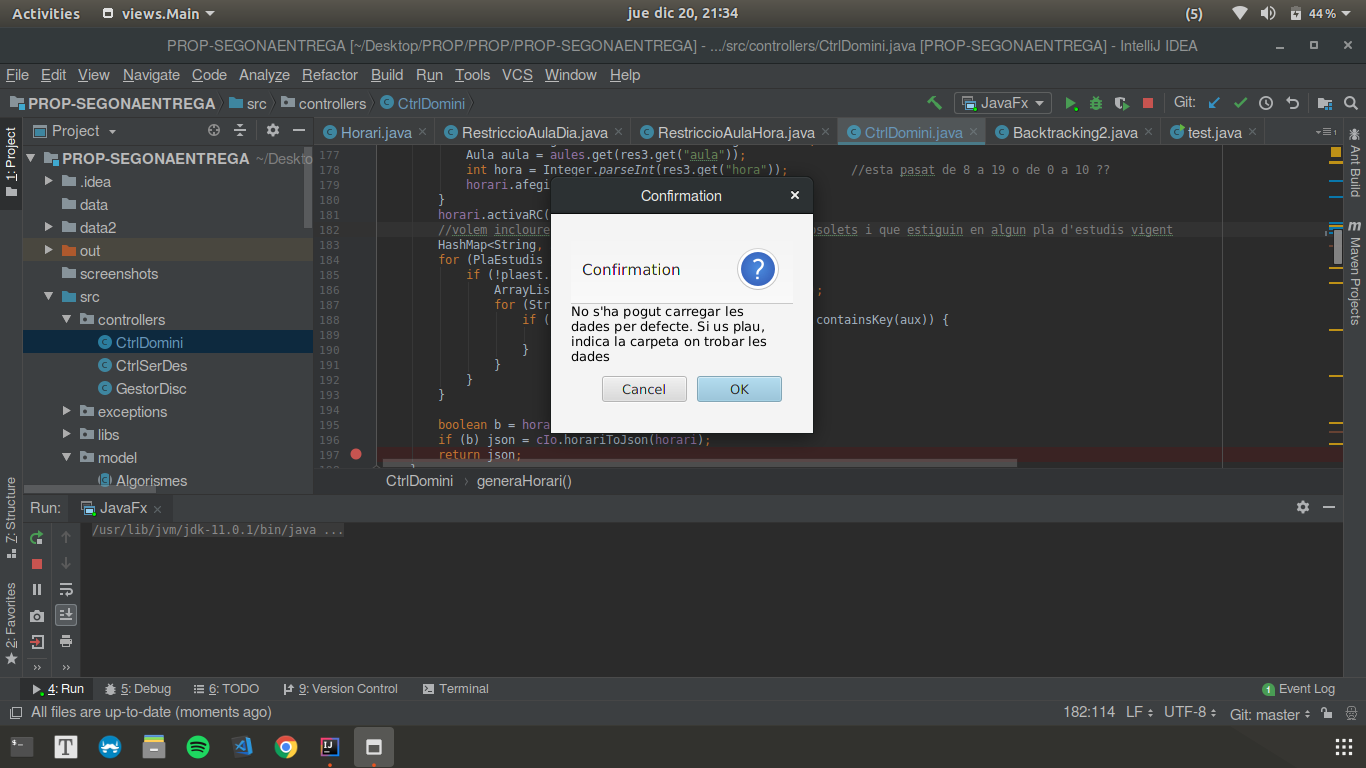 Activities views.Main jue dic 20, 21:34 (5) 44%
PROP-SEGONAENTREGA [~/Desktop/PROP/PROP/PROP-SEGONAENTREGA] - .../src/controllers/CtrlDomini.java [PROP-SEGONAENTREGA] - IntelliJ IDEA
File Edit View Navigate Code Analyze Refactor Build Run Tools VCS Window Help
PROP-SEGONAENTREGA src controllers CtrlDomini JavaFx Git:
1: Project
Project
Horari.java RestriccioAulaDia.java RestriccioAulaHora.java CtrlDomini.java Backtracking2.java test.java
PROP-SEGONAENTREGA ~/Deskto
.idea
data
data2
out
screenshots
src
controllers
CtrlDomini
CtrlSerDes
GestorDisc
exceptions
libs
model
Algorismes
177 Aula aula = aules.get(res3.get("aula"));
178 int hora = Integer.parseInt(res3.get("hora")); //esta pasat de 8 a 19 o de 0 a 10 ??
179 horari.afegi
180 }
181 horari.activaRC(
182 //volem incloure solets i que estiguin en algun pla d'estudis vigent
183 HashMap<String,
184 for (PlaEstudis
185 if (!plaest.
186 ArrayLis ;
187 for (Str
188 if ( containsKey(aux)) {
189
190 }
191 }
192 }
193 }
194
195 boolean b = hora
196 if (b) json = cIo.horariToJson(horari);
197 return json;
CtrlDomini › generaHorari()
Confirmation
Confirmation
?
No s'ha pogut carregar les
dades per defecte. Si us plau,
indica la carpeta on trobar les
dades
Cancel OK
Ant Build
Maven Projects
Z: Structure
2: Favorites
Run: JavaFx
/usr/lib/jvm/jdk-11.0.1/bin/java ...
4: Run 5: Debug 6: TODO 9: Version Control Terminal 1 Event Log
All files are up-to-date (moments ago) 182:114 LF UTF-8 Git: master